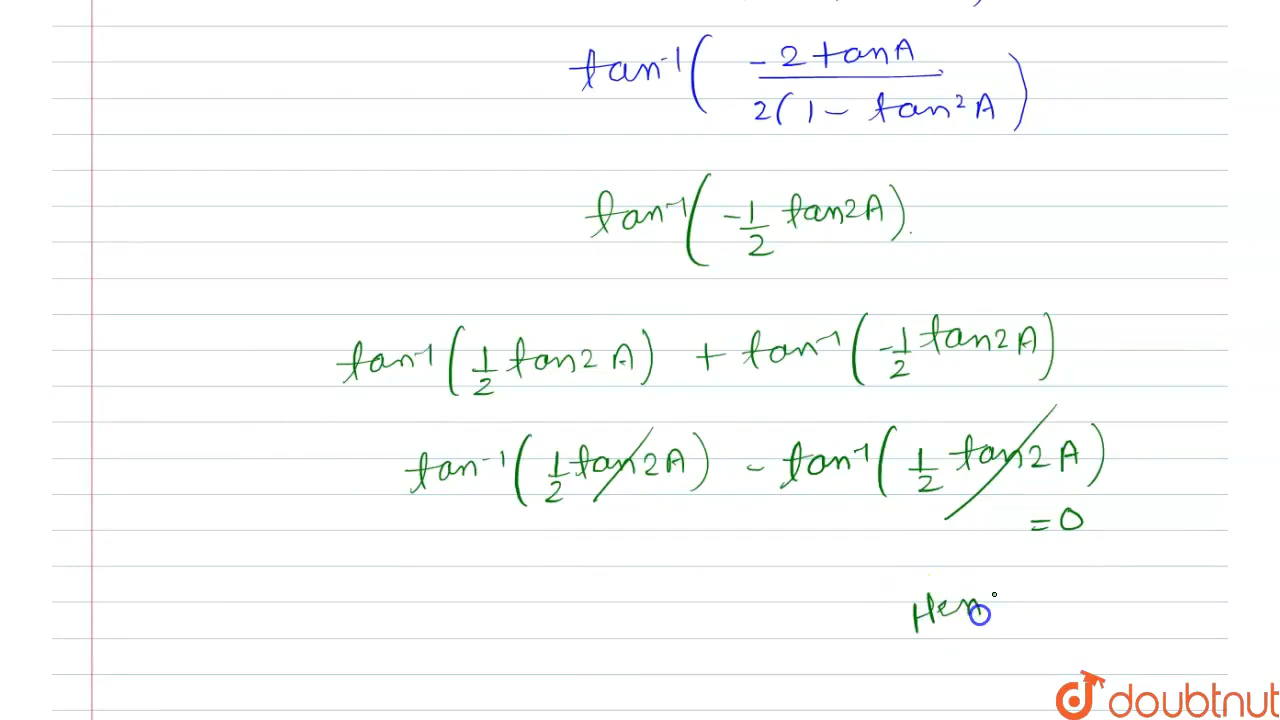 tan⁻¹( -2 tanA / 2(1 - tan²A )
tan⁻¹( -1/2 tan2A).
tan⁻¹(1/2 tan2A) + tan⁻¹(-1/2 tan2A)
tan⁻¹(1/2 tan2A) - tan⁻¹(1/2 tan2A)
= 0
Hen
doubtnut